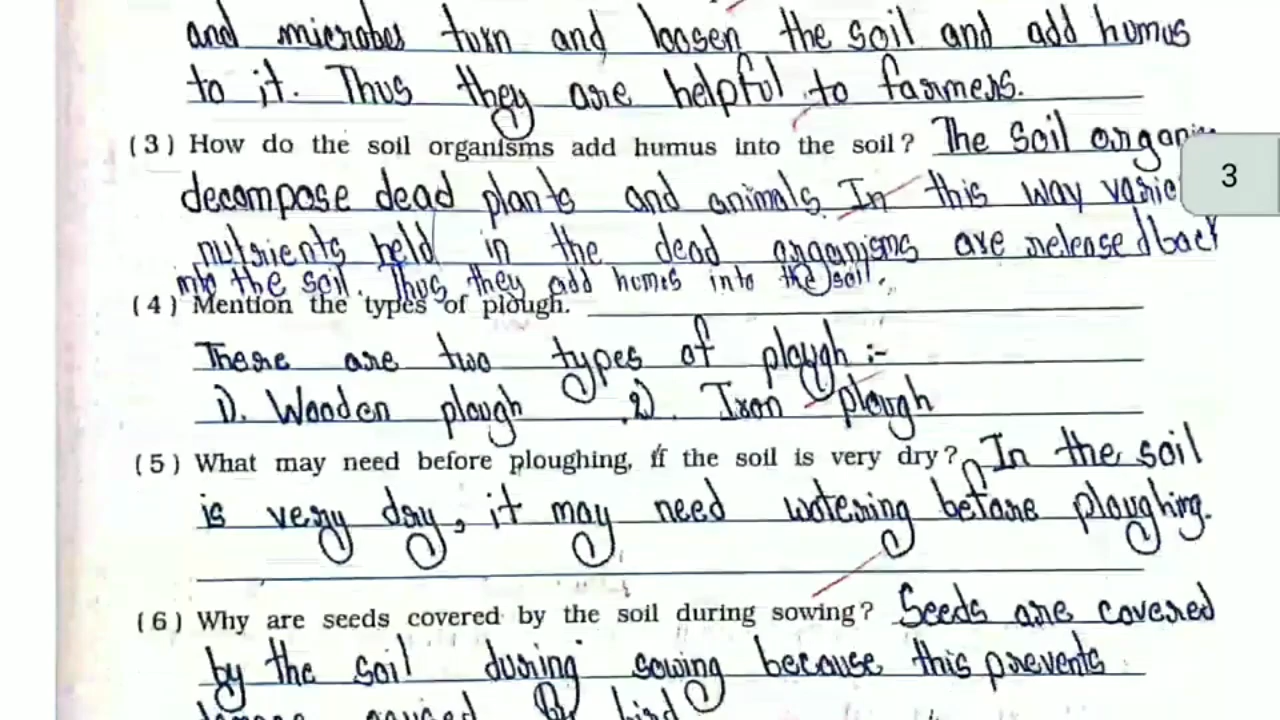 and microbes turn and loosen the soil and add humus
to it. Thus they are helpful to farmers.
(3) How do the soil organisms add humus into the soil? The Soil
decompose dead plants and animals. In this way
nutrients held in the dead organisms are released back
into the soil. Thus they add humes into the soil.
(4) Mention the types of plough.
There are two types of plough :-
1). Wooden plough 2). Iron plough
(5) What may need before ploughing, if the soil is very dry? In the soil
is very dry, it may need watering before ploughing.
(6) Why are seeds covered by the soil during sowing? Seeds are covered
by the soil during sowing because this prevents
3